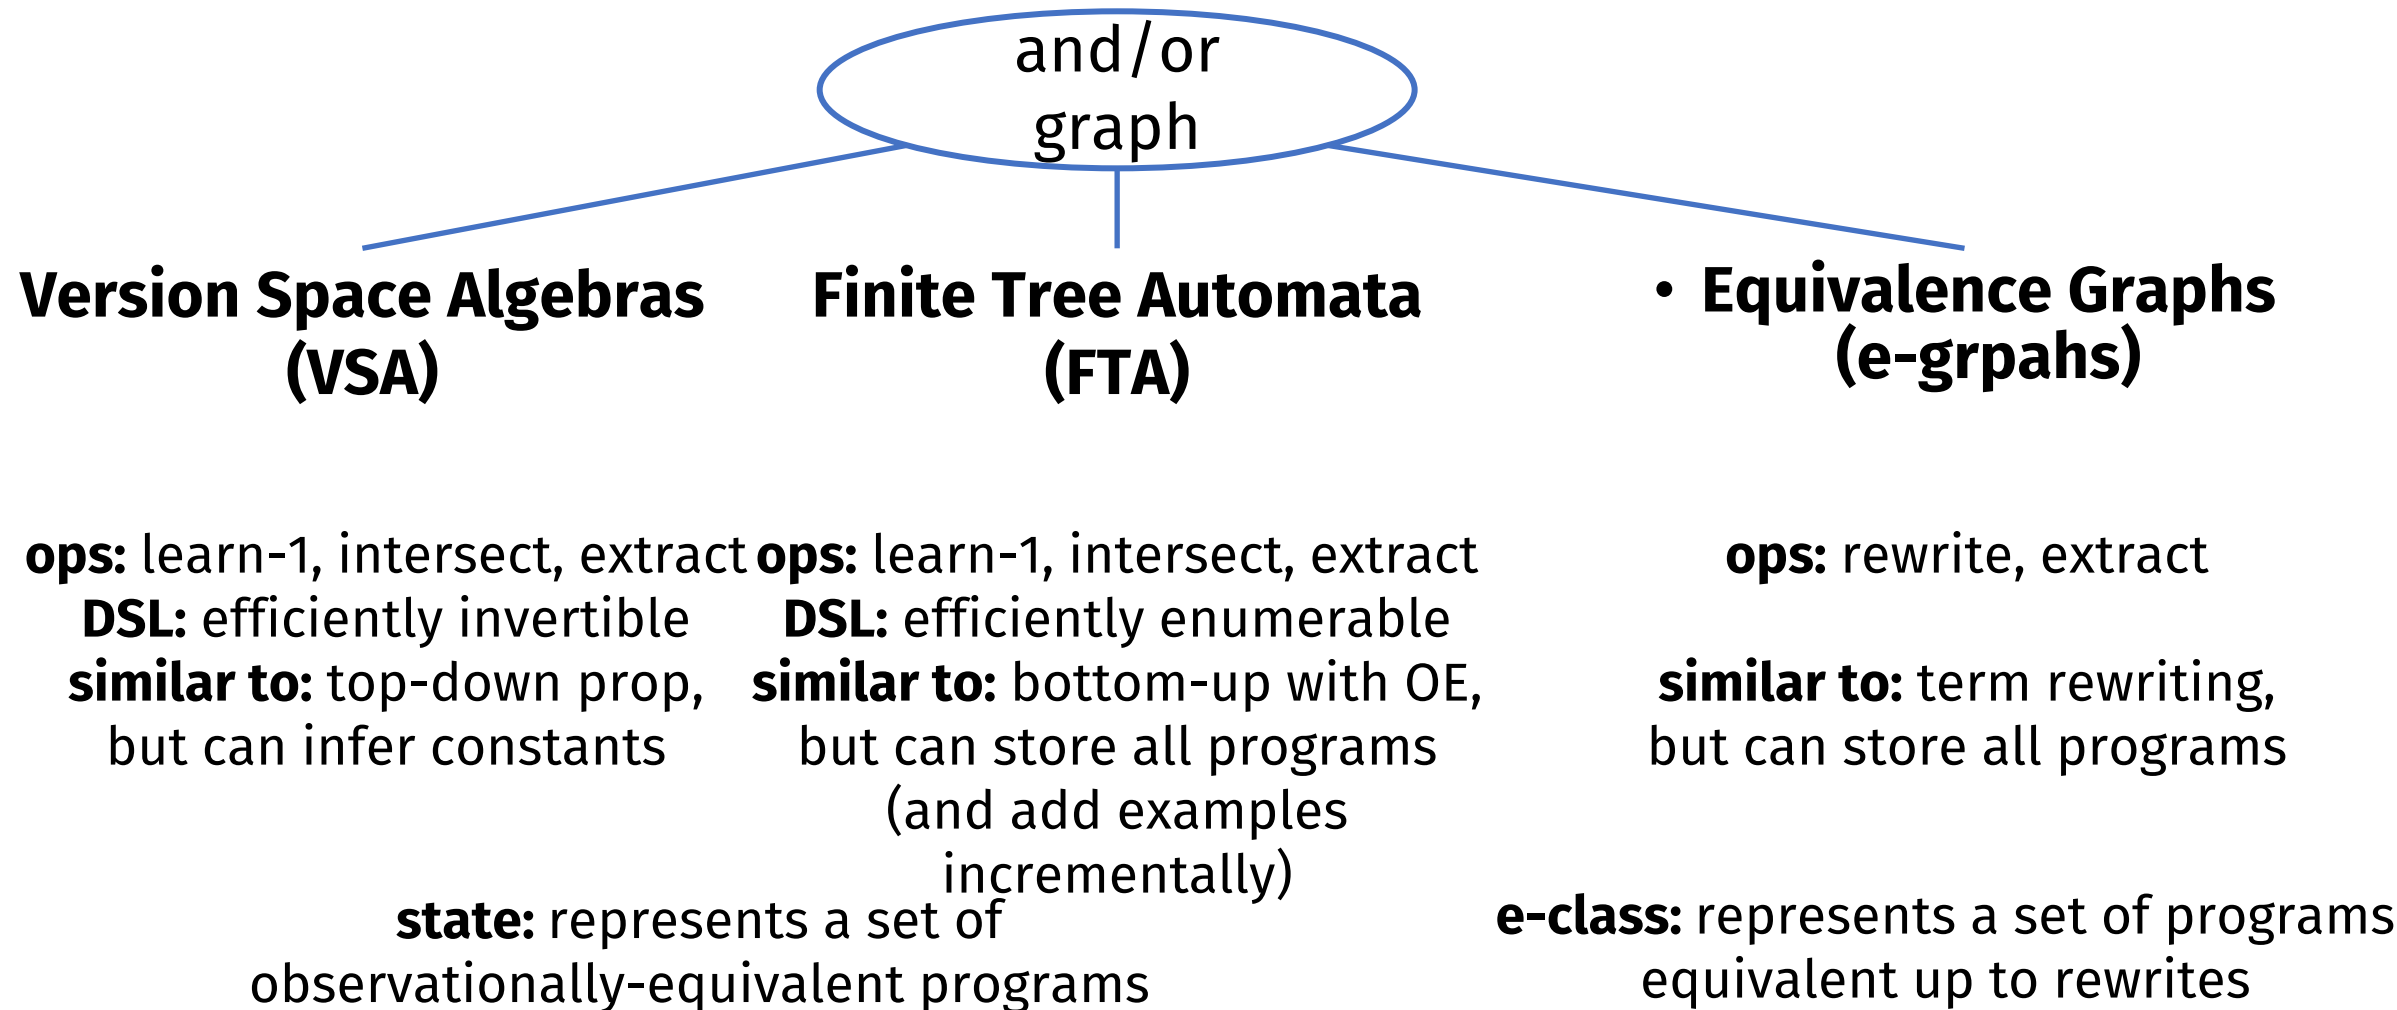 and/or
graph
Version Space Algebras
(VSA)
Finite Tree Automata
(FTA)
• Equivalence Graphs
(e-grpahs)
ops: learn-1, intersect, extract
DSL: efficiently invertible
similar to: top-down prop,
but can infer constants
ops: learn-1, intersect, extract
DSL: efficiently enumerable
similar to: bottom-up with OE,
but can store all programs
(and add examples
incrementally)
ops: rewrite, extract
similar to: term rewriting,
but can store all programs
state: represents a set of
observationally-equivalent programs
e-class: represents a set of programs
equivalent up to rewrites